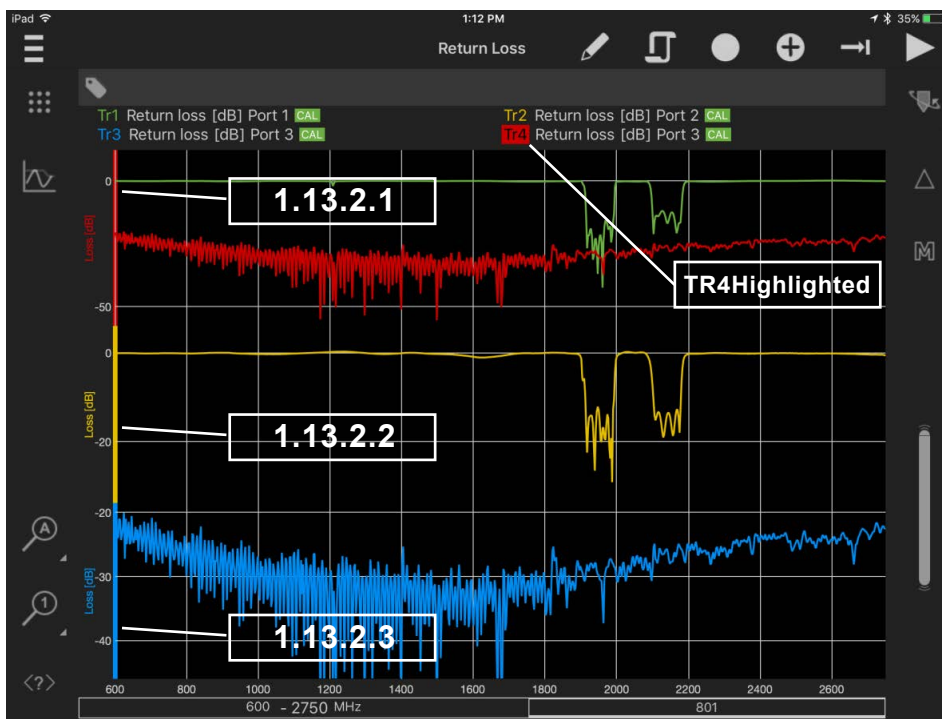 iPad 1:12 PM 35%
Return Loss
Tr1 Return loss [dB] Port 1 CAL Tr2 Return loss [dB] Port 2 CAL
Tr3 Return loss [dB] Port 3 CAL Tr4 Return loss [dB] Port 3 CAL
0
1.13.2.1
Loss [dB]
TR4Highlighted
-50
0
Loss [dB]
1.13.2.2
-20
-20
A
-30
Loss [dB]
1
1.13.2.3
-40
<?>
600 800 1000 1200 1400 1600 1800 2000 2200 2400 2600
600 - 2750 MHz 801
M